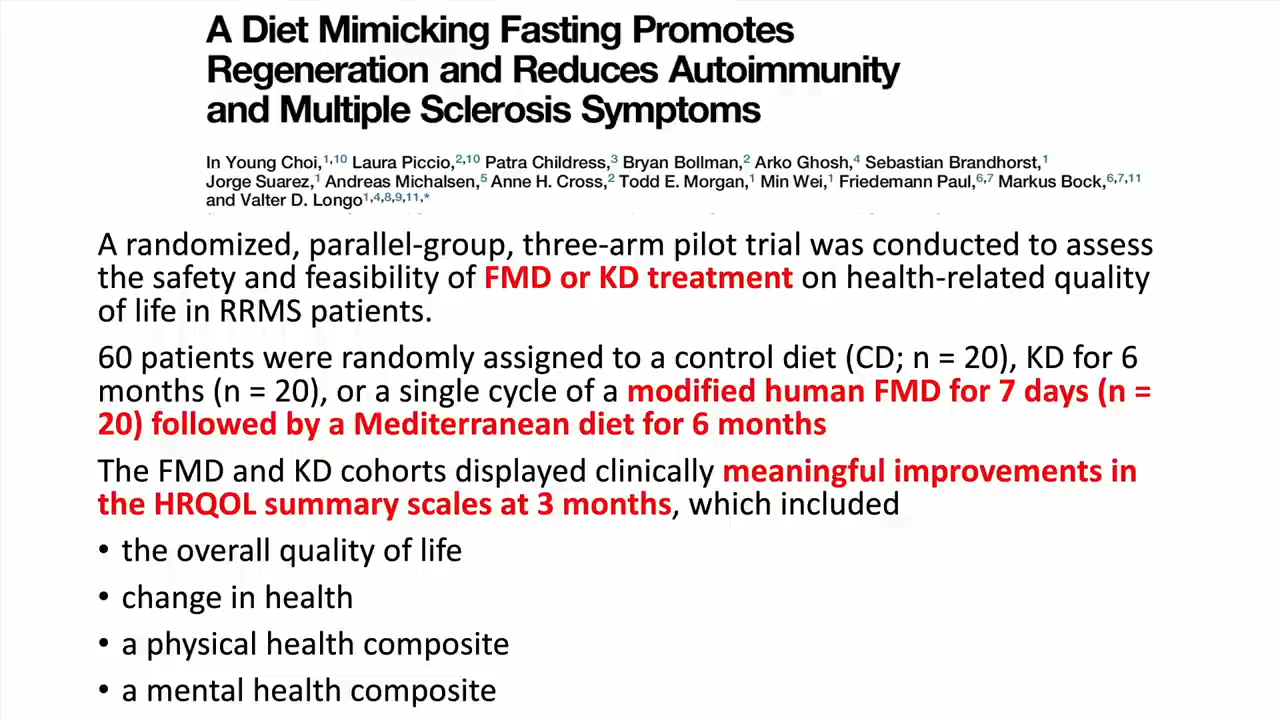 A Diet Mimicking Fasting Promotes
Regeneration and Reduces Autoimmunity
and Multiple Sclerosis Symptoms
In Young Choi,1,10 Laura Piccio,2,10 Patra Childress,3 Bryan Bollman,2 Arko Ghosh,4 Sebastian Brandhorst,1
Jorge Suarez,1 Andreas Michalsen,5 Anne H. Cross,2 Todd E. Morgan,1 Min Wei,1 Friedemann Paul,6,7 Markus Bock,6,7,11
and Valter D. Longo1,4,8,9,11,*
A randomized, parallel-group, three-arm pilot trial was conducted to assess
the safety and feasibility of FMD or KD treatment on health-related quality
of life in RRMS patients.
60 patients were randomly assigned to a control diet (CD; n = 20), KD for 6
months (n = 20), or a single cycle of a modified human FMD for 7 days (n =
20) followed by a Mediterranean diet for 6 months
The FMD and KD cohorts displayed clinically meaningful improvements in
the HRQOL summary scales at 3 months, which included
• the overall quality of life
• change in health
• a physical health composite
• a mental health composite